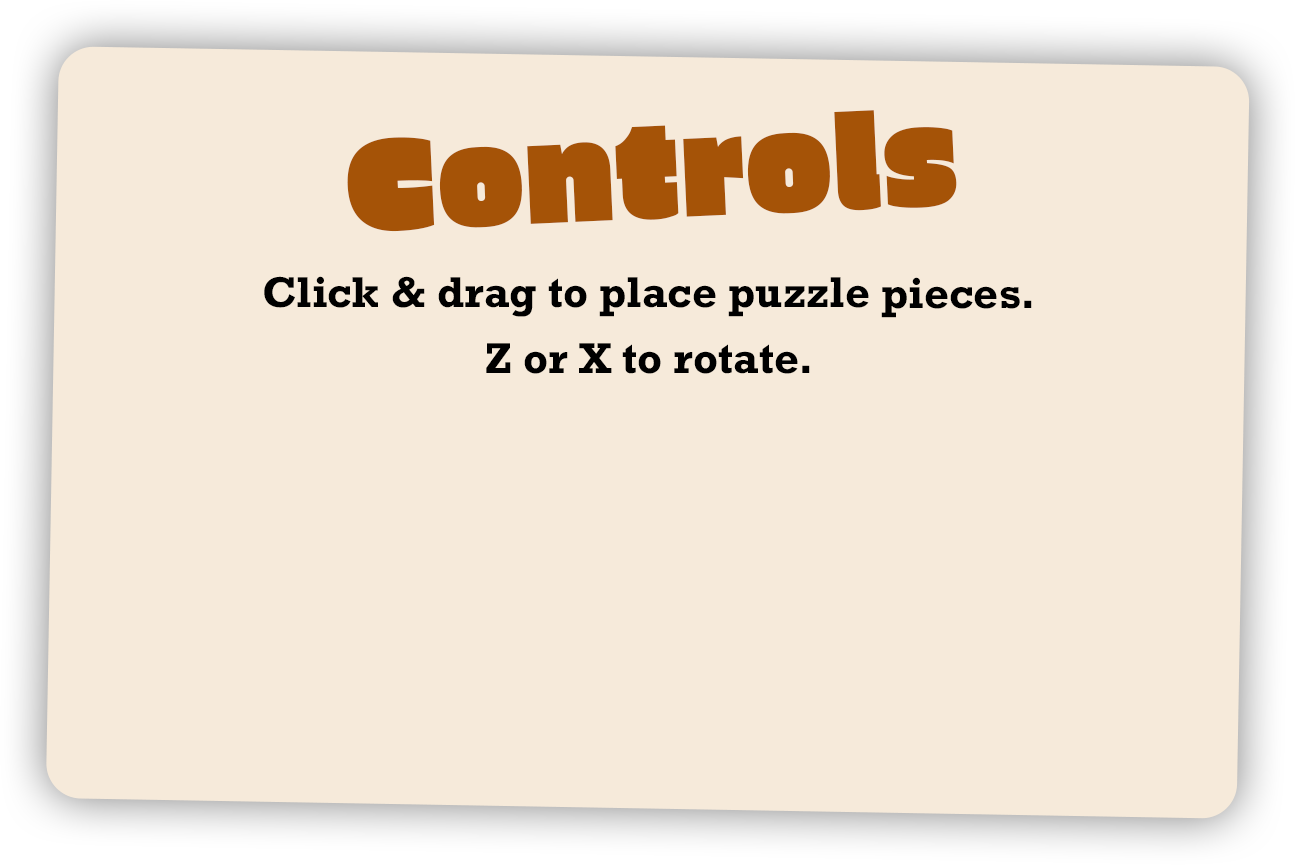 Controls
Click & drag to place puzzle pieces.
Z or X to rotate.